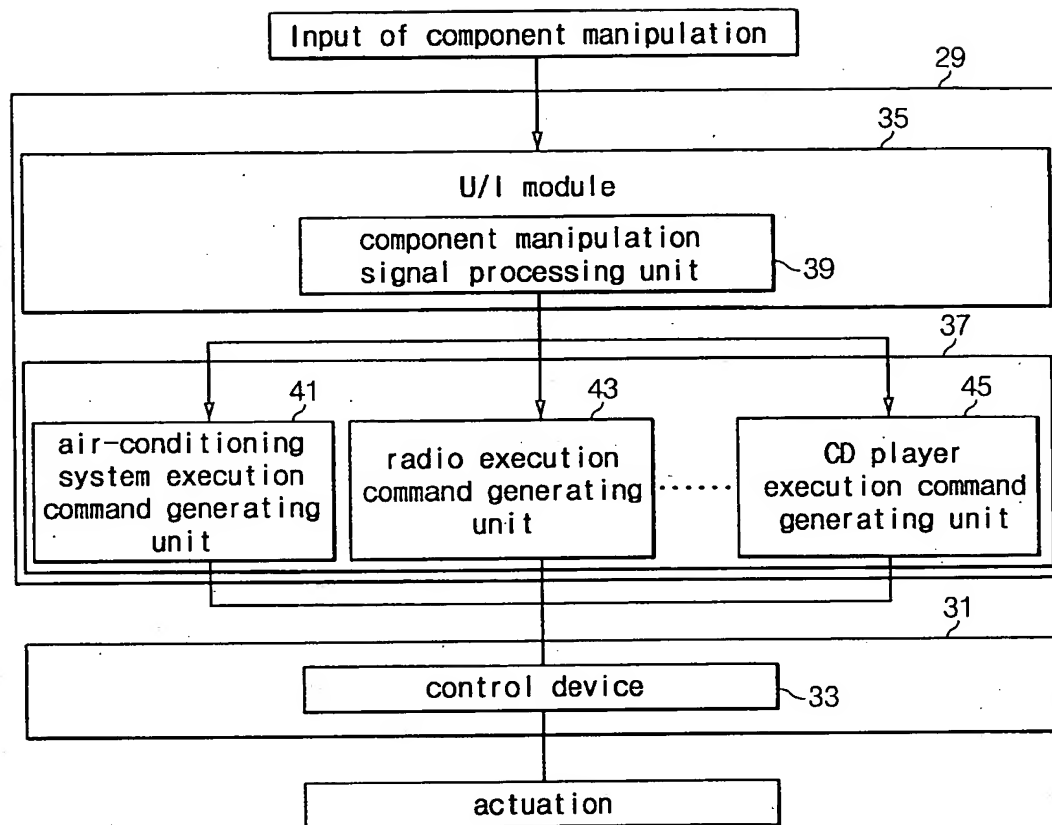 Input of component manipulation
29
35
U/I module
component manipulation
signal processing unit
39
37
41
43
45
air-conditioning
system execution
command generating
unit
radio execution
command generating
unit
CD player
execution command
generating unit
31
control device
33
actuation